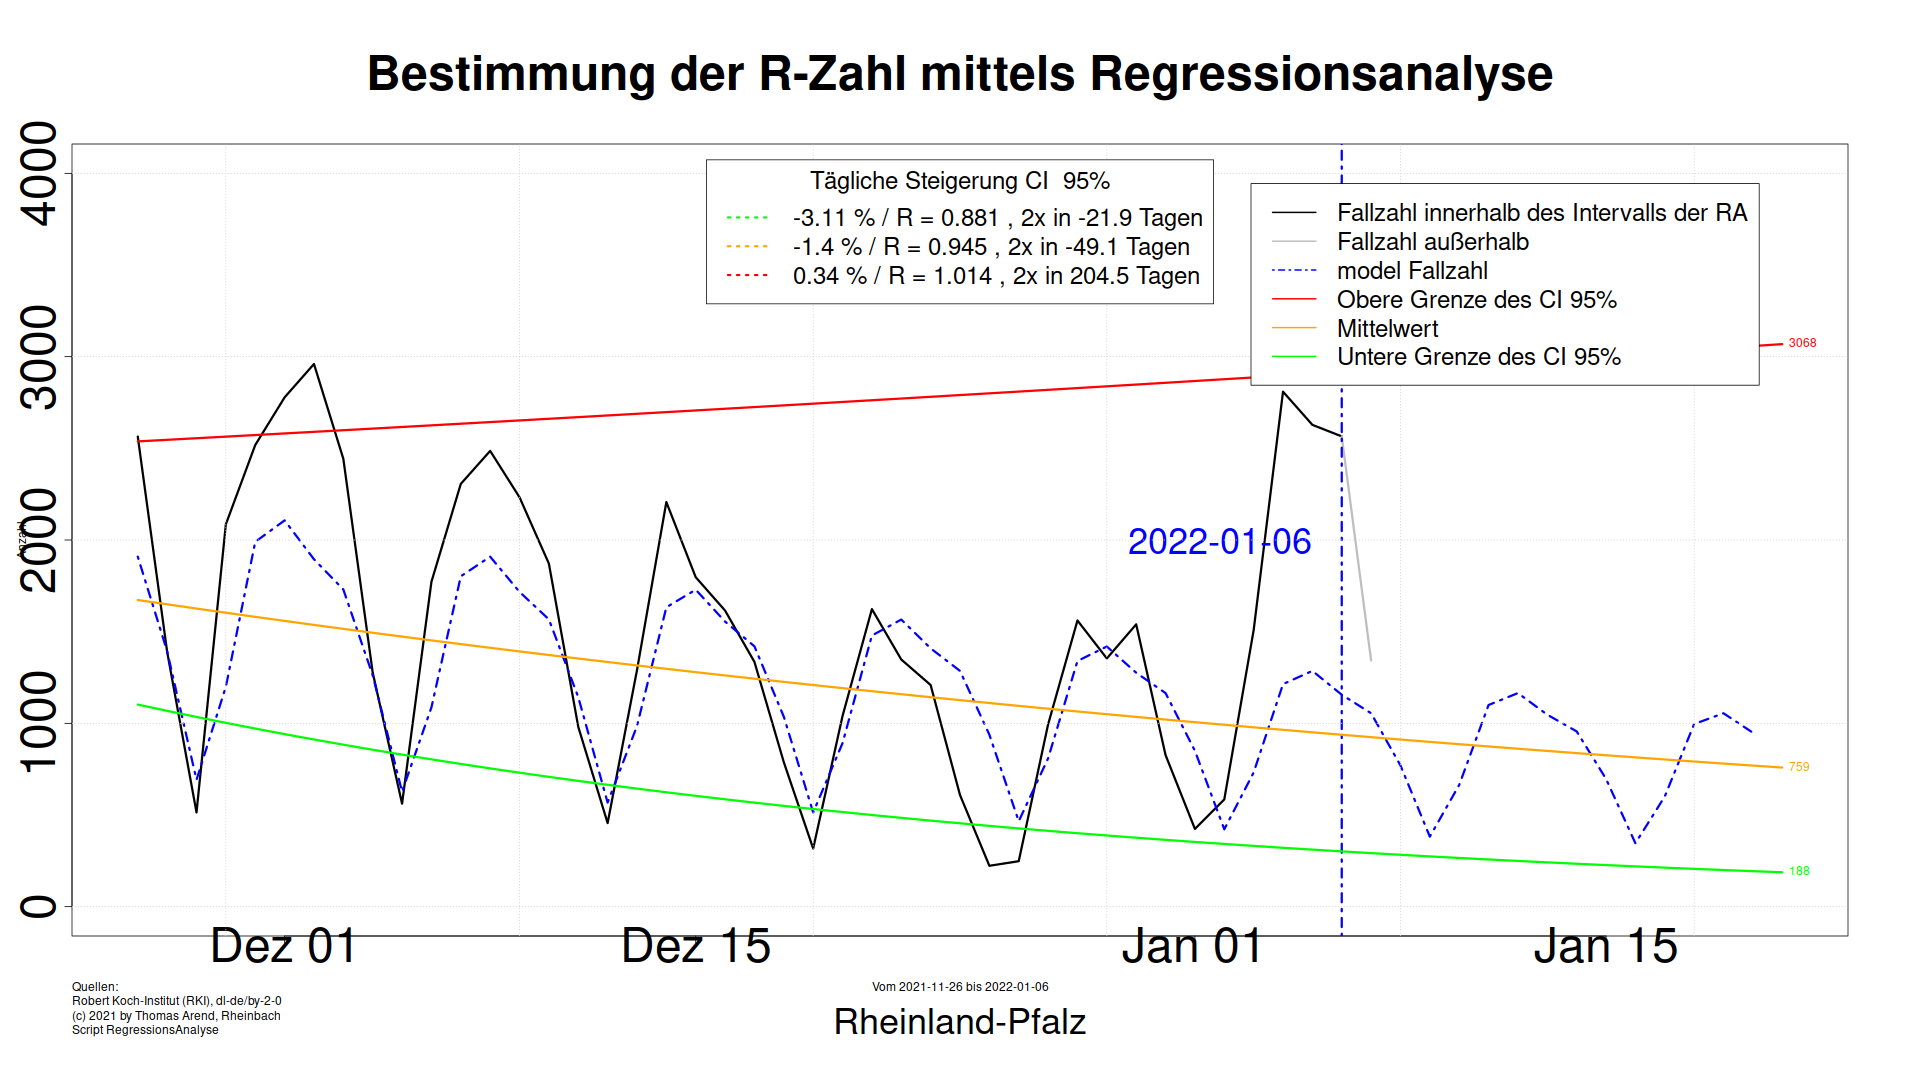 Bestimmung der R-Zahl mittels Regressionsanalyse
Anzahl
4000
3000
2000
1000
0
Tägliche Steigerung CI  95%
-3.11 % / R = 0.881 , 2x in -21.9 Tagen
-1.4 % / R = 0.945 , 2x in -49.1 Tagen
0.34 % / R = 1.014 , 2x in 204.5 Tagen
Fallzahl innerhalb des Intervalls der RA
Fallzahl außerhalb
model Fallzahl
Obere Grenze des CI 95%
Mittelwert
Untere Grenze des CI 95%
3068
2022-01-06
759
188
Dez 01
Dez 15
Jan 01
Jan 15
Quellen:
Robert Koch-Institut (RKI), dl-de/by-2-0
(c) 2021 by Thomas Arend, Rheinbach
Script RegressionsAnalyse
Vom 2021-11-26 bis 2022-01-06
Rheinland-Pfalz